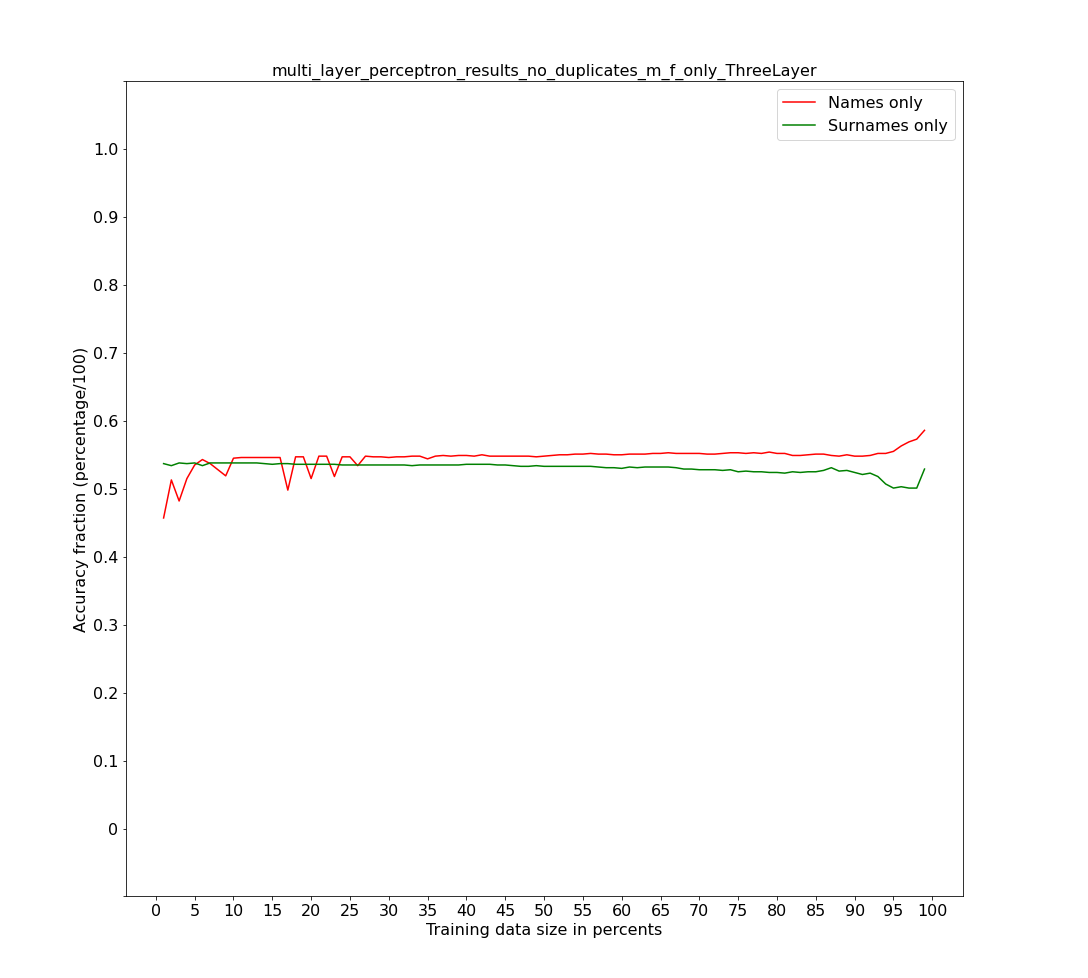 multi_layer_perceptron_results_no_duplicates_m_f_only_ThreeLayer
Names only
Surnames only
1.0
0.9
0.8
0.7
0.6
0.5
0.4
0.3
0.2
0.1
0
Accuracy fraction (percentage/100)
0 5 10 15 20 25 30 35 40 45 50 55 60 65 70 75 80 85 90 95 100
Training data size in percents